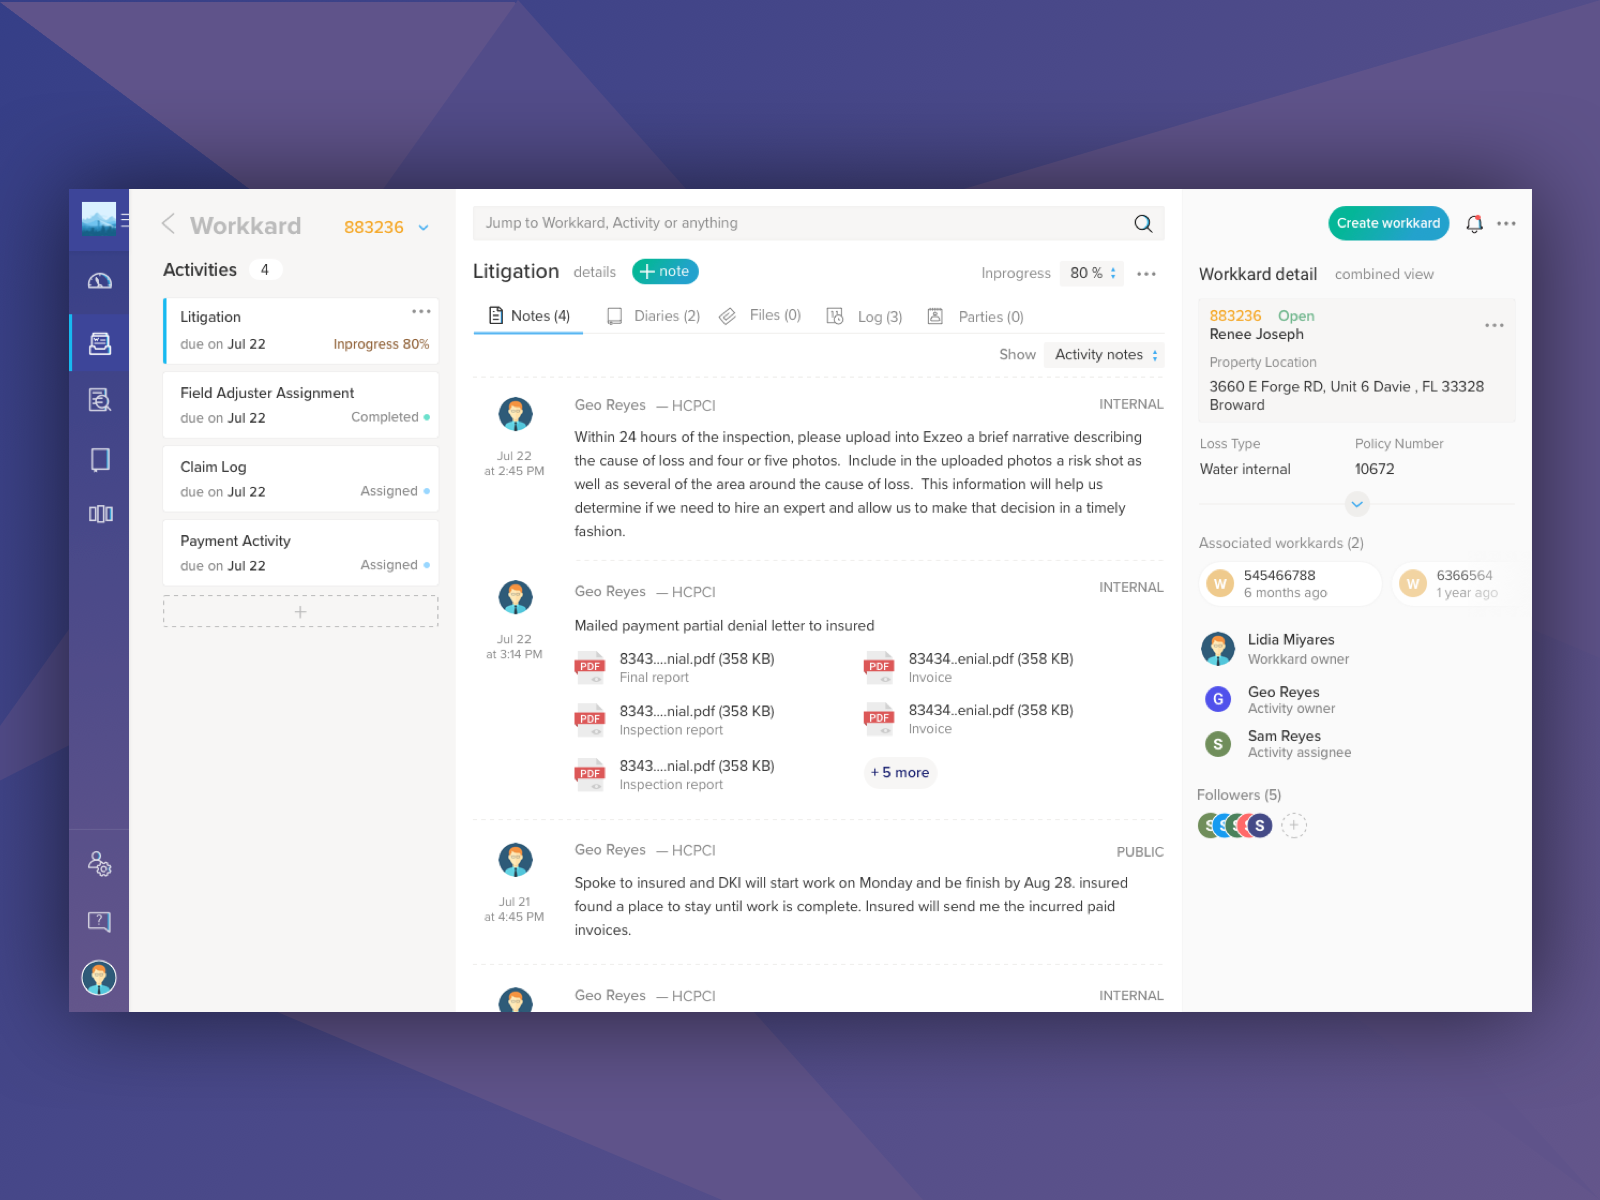 Workkard
883236
Activities 4
Litigation
due on Jul 22 Inprogress 80%
Field Adjuster Assignment
due on Jul 22 Completed
Claim Log
due on Jul 22 Assigned
Payment Activity
due on Jul 22 Assigned
+
Jump to Workkard, Activity or anything
Litigation details + note Inprogress 80 %
Notes (4) Diaries (2) Files (0) Log (3) Parties (0)
Show Activity notes
Geo Reyes — HCPCI INTERNAL
Jul 22
at 2:45 PM
Within 24 hours of the inspection, please upload into Exzeo a brief narrative describing
the cause of loss and four or five photos. Include in the uploaded photos a risk shot as
well as several of the area around the cause of loss. This information will help us
determine if we need to hire an expert and allow us to make that decision in a timely
fashion.
Geo Reyes — HCPCI INTERNAL
Jul 22
at 3:14 PM
Mailed payment partial denial letter to insured
PDF 8343....nial.pdf (358 KB)
Final report
PDF 83434..enial.pdf (358 KB)
Invoice
PDF 8343....nial.pdf (358 KB)
Inspection report
PDF 83434..enial.pdf (358 KB)
Invoice
PDF 8343....nial.pdf (358 KB)
Inspection report
+ 5 more
Geo Reyes — HCPCI PUBLIC
Jul 21
at 4:45 PM
Spoke to insured and DKI will start work on Monday and be finish by Aug 28. insured
found a place to stay until work is complete. Insured will send me the incurred paid
invoices.
Geo Reyes — HCPCI INTERNAL
Create workkard
Workkard detail combined view
883236 Open
Renee Joseph
Property Location
3660 E Forge RD, Unit 6 Davie , FL 33328
Broward
Loss Type Policy Number
Water internal 10672
Associated workkards (2)
W 545466788
6 months ago
W 6366564
1 year ago
Lidia Miyares
Workkard owner
G Geo Reyes
Activity owner
S Sam Reyes
Activity assignee
Followers (5)
S S S S S +
?